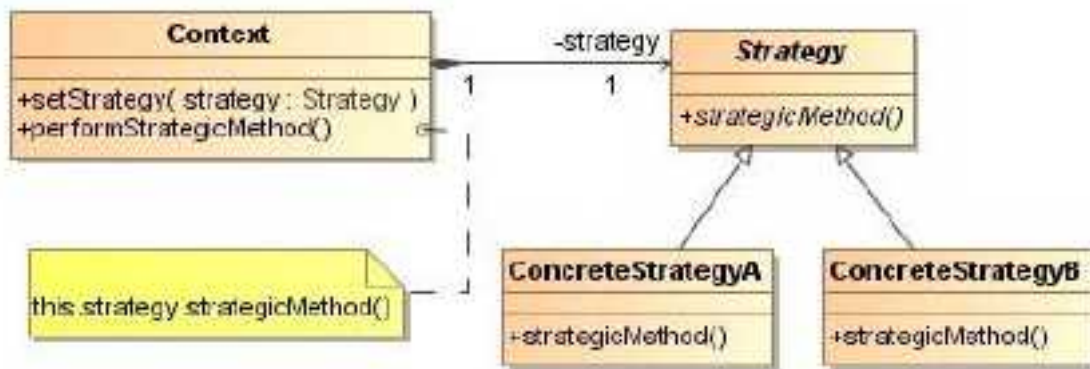 Context
+setStrategy( strategy : Strategy )
+performStrategicMethod()
-strategy
1
1
Strategy
+strategicMethod()
this.strategy.strategicMethod()
ConcreteStrategyA
+strategicMethod()
ConcreteStrategyB
+strategicMethod()